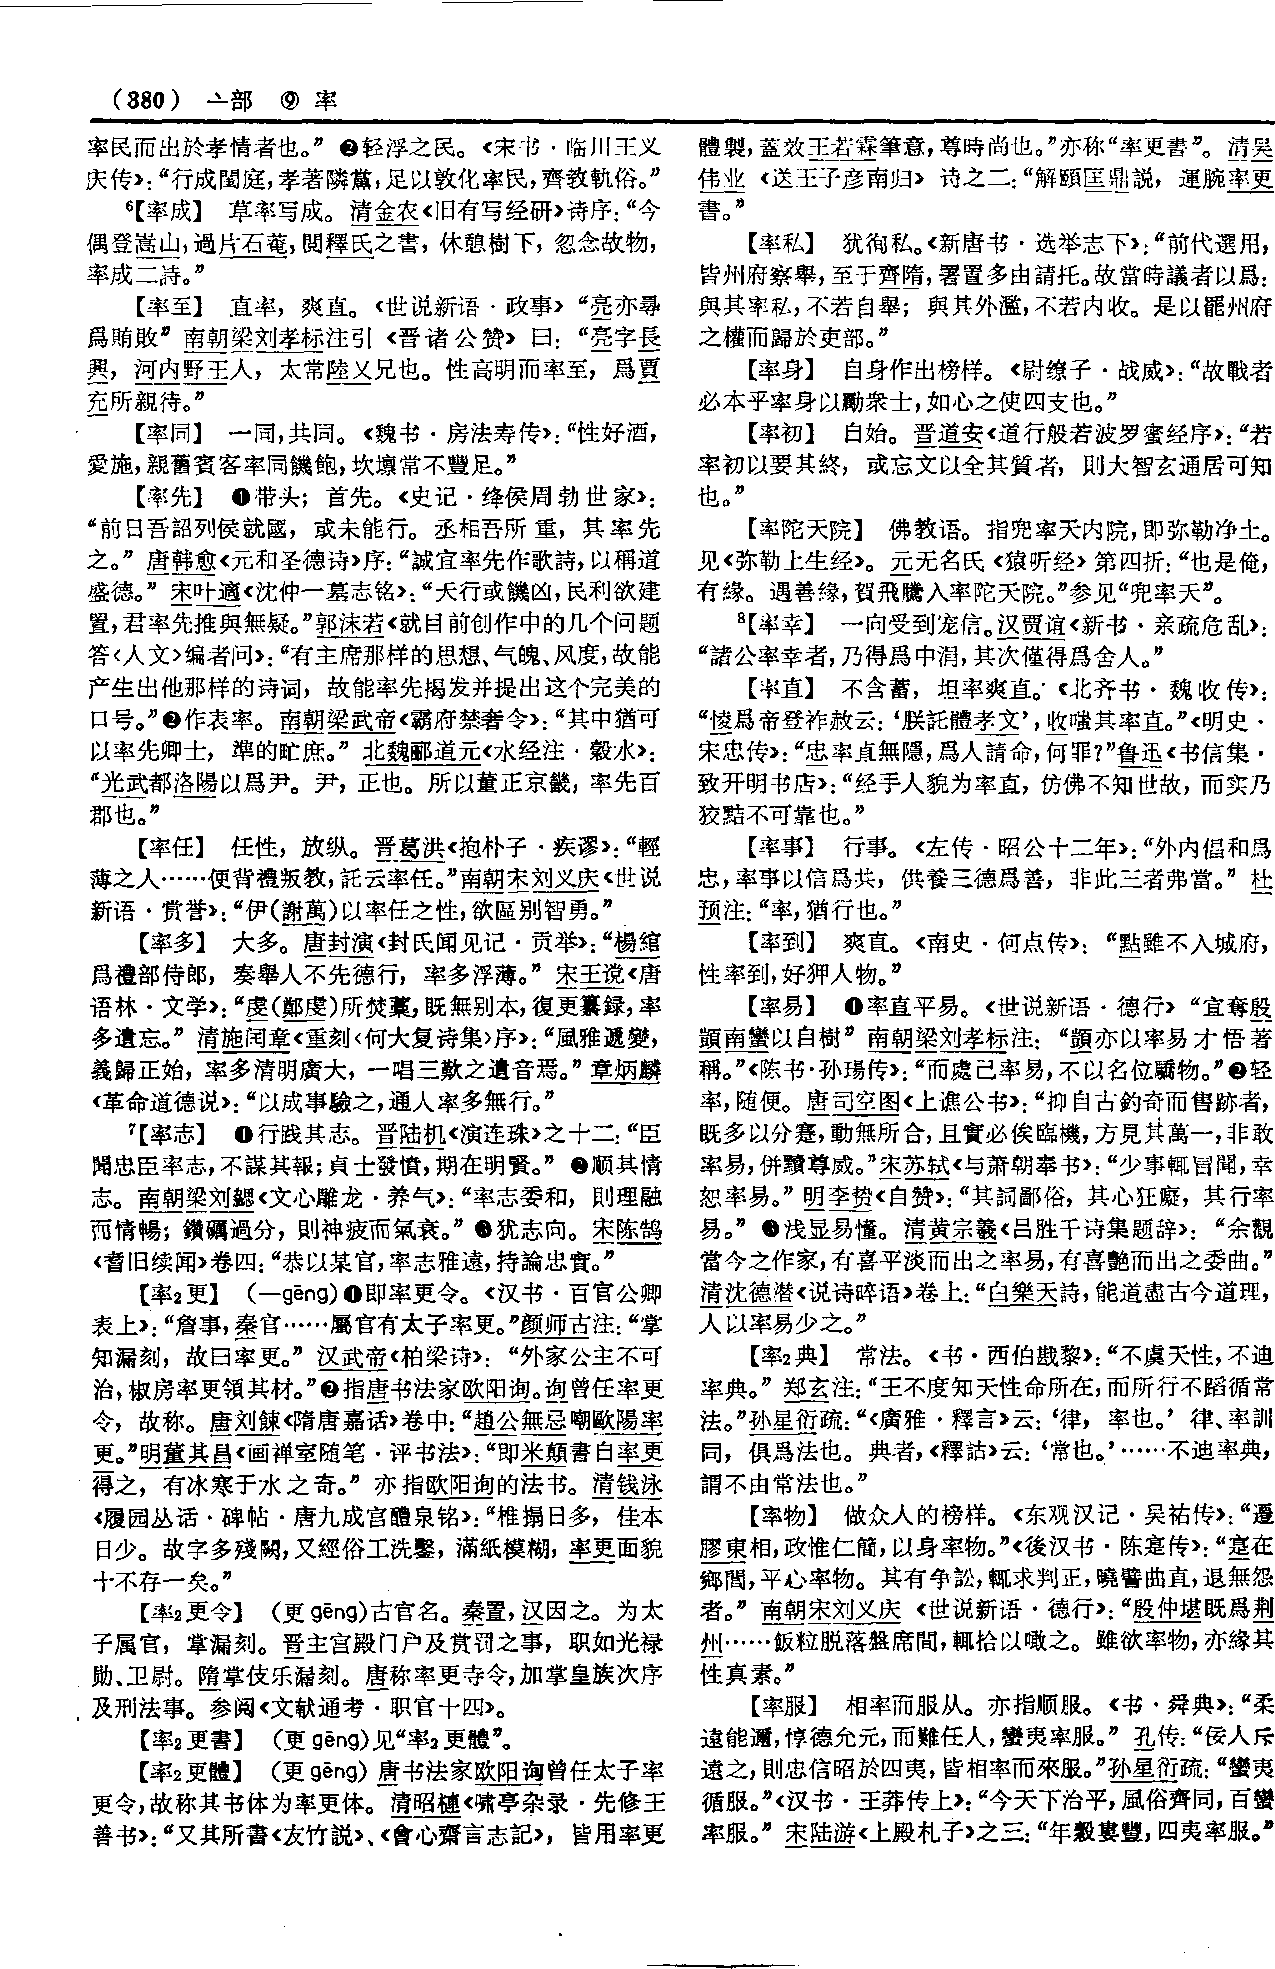 （380） 亠部 ⑨ 率
率民而出於孝情者也。” ❷轻浮之民。《宋书·临川王义
庆传》：“行成閨庭，孝著隣黨，足以敦化率民，齊教軌俗。”
⁶【率成】 草率写成。清金农《旧有写经研》诗序：“今
偶登嵩山，過片石菴，閲釋氏之書，休憩樹下，忽念故物，
率成二詩。”
【率至】 直率，爽直。《世说新语·政事》“亮亦尋
爲賄敗” 南朝梁刘孝标注引《晋诸公赞》曰：“亮字長
興，河内野王人，太常陸乂兄也。性高明而率至，爲賈
充所親待。”
【率同】 一同，共同。《魏书·房法寿传》：“性好酒，
愛施，親舊賓客率同饑飽，坎壈常不豐足。”
【率先】 ❶带头；首先。《史记·绛侯周勃世家》：
“前日吾詔列侯就國，或未能行。丞相吾所重，其率先
之。” 唐韩愈《元和圣德诗》序：“誠宜率先作歌詩，以稱道
盛德。” 宋叶適《沈仲一墓志铭》：“天行或饑凶，民利欲建
置，君率先推與無疑。”郭沫若《就目前创作中的几个问题
答〈人文〉编者问》：“有主席那样的思想、气魄、风度，故能
产生出他那样的诗词，故能率先揭发并提出这个完美的
口号。”❷作表率。南朝梁武帝《霸府禁奢令》：“其中猶可
以率先卿士，準的甿庶。” 北魏郦道元《水经注·穀水》：
“光武都洛陽以爲尹。尹，正也。所以董正京畿，率先百
郡也。”
【率任】 任性，放纵。晋葛洪《抱朴子·疾谬》：“輕
薄之人……便背禮叛教，託云率任。”南朝宋刘义庆《世说
新语·赏誉》：“伊(謝萬)以率任之性，欲區别智勇。”
【率多】 大多。唐封演《封氏闻见记·贡举》：“楊綰
爲禮部侍郎，奏舉人不先德行，率多浮薄。” 宋王谠《唐
语林·文学》：“虔(鄭虔)所焚藁，既無别本，復更纂録，率
多遺忘。” 清施闰章《重刻〈何大复诗集〉序》：“風雅遞變，
義歸正始，率多清明廣大，一唱三歎之遺音焉。” 章炳麟
《革命道德说》：“以成事驗之，通人率多無行。”
⁷【率志】 ❶行践其志。晋陆机《演连珠》之十二：“臣
聞忠臣率志，不謀其報；貞士發憤，期在明賢。” ❷顺其情
志。南朝梁刘勰《文心雕龙·养气》：“率志委和，則理融
而情暢；鑽礪過分，則神疲而氣衰。” ❸犹志向。宋陈鹄
《耆旧续闻》卷四：“恭以某官，率志雅遠，持論忠實。”
【率₂更】 （—gēng）❶即率更令。《汉书·百官公卿
表上》：“詹事，秦官……屬官有太子率更。”颜师古注：“掌
知漏刻，故曰率更。” 汉武帝《柏梁诗》：“外家公主不可
治，椒房率更領其材。”❷指唐书法家欧阳询。询曾任率更
令，故称。唐刘餗《隋唐嘉话》卷中：“趙公無忌嘲歐陽率
更。”明董其昌《画禅室随笔·评书法》：“即米顛書自率更
得之，有冰寒于水之奇。” 亦指欧阳询的法书。清钱泳
《履园丛话·碑帖·唐九成宫醴泉铭》：“椎搨日多，佳本
日少。故字多殘闕，又經俗工洗鑿，滿紙模糊，率更面貌
十不存一矣。”
【率₂更令】 （更 gēng）古官名。秦置，汉因之。为太
子属官，掌漏刻。晋主宫殿门户及赏罚之事，职如光禄
勋、卫尉。隋掌伎乐漏刻。唐称率更寺令，加掌皇族次序
及刑法事。参阅《文献通考·职官十四》。
【率₂更書】 （更 gēng）见“率₂更體”。
【率₂更體】 （更 gēng）唐书法家欧阳询曾任太子率
更令，故称其书体为率更体。清昭槤《啸亭杂录·先修王
善书》：“又其所書《友竹説》、《會心齋言志記》，皆用率更
體製，蓋效王若霖筆意，尊時尚也。”亦称“率更書”。清吴
伟业《送王子彦南归》诗之二：“解頤匡鼎説，運腕率更
書。”
【率私】 犹徇私。《新唐书·选举志下》：“前代選用，
皆州府察舉，至于齊隋，署置多由請托。故當時議者以爲：
與其率私，不若自舉；與其外濫，不若内收。是以罷州府
之權而歸於吏部。”
【率身】 自身作出榜样。《尉缭子·战威》：“故戰者
必本乎率身以勵衆士，如心之使四支也。”
【率初】 自始。晋道安《道行般若波罗蜜经序》：“若
率初以要其終，或忘文以全其質者，則大智玄通居可知
也。”
【率陀天院】 佛教语。指兜率天内院，即弥勒净土。
见《弥勒上生经》。元无名氏《猿听经》第四折：“也是俺，
有緣。遇善緣，賀飛騰入率陀天院。”参见“兜率天”。
⁸【率幸】 一向受到宠信。汉贾谊《新书·亲疏危乱》：
“諸公率幸者，乃得爲中涓，其次僅得爲舍人。”
【率直】 不含蓄，坦率爽直。《北齐书·魏收传》：
“悛爲帝登祚赦云：‘朕託體孝文’，收嗤其率直。”《明史·
宋忠传》：“忠率直無隱，爲人請命，何罪？”鲁迅《书信集·
致开明书店》：“经手人貌为率直，仿佛不知世故，而实乃
狡黠不可靠也。”
【率事】 行事。《左传·昭公十二年》：“外内倡和爲
忠，率事以信爲共，供養三德爲善，非此三者弗當。” 杜
预注：“率，猶行也。”
【率到】 爽直。《南史·何点传》：“點雖不入城府，
性率到，好狎人物。”
【率易】 ❶率直平易。《世说新语·德行》“宜奪殷
顗南蠻以自樹” 南朝梁刘孝标注：“顗亦以率易才悟著
稱。”《陈书·孙瑒传》：“而處己率易，不以名位驕物。”❷轻
率，随便。唐司空图《上谯公书》：“抑自古釣奇而售跡者，
既多以分蹇，動無所合，且實必俟臨機，方見其萬一，非敢
率易，併黷尊威。”宋苏轼《与萧朝奉书》：“少事輒冒聞，幸
恕率易。” 明李贽《自赞》：“其詞鄙俗，其心狂癡，其行率
易。” ❸浅显易懂。清黄宗羲《吕胜千诗集题辞》：“余觀
當今之作家，有喜平淡而出之率易，有喜艷而出之委曲。”
清沈德潜《说诗晬语》卷上：“白樂天詩，能道盡古今道理，
人以率易少之。”
【率₂典】 常法。《书·西伯戡黎》：“不虞天性，不迪
率典。” 郑玄注：“王不度知天性命所在，而所行不蹈循常
法。”孙星衍疏：“《廣雅·釋言》云：‘律，率也。’律、率訓
同，俱爲法也。典者，《釋詁》云：‘常也。’……不迪率典，
謂不由常法也。”
【率物】 做众人的榜样。《东观汉记·吴祐传》：“遷
膠東相，政惟仁簡，以身率物。”《後汉书·陈寔传》：“寔在
鄉閭，平心率物。其有争訟，輒求判正，曉譬曲直，退無怨
者。” 南朝宋刘义庆《世说新语·德行》：“殷仲堪既爲荆
州……飯粒脱落盤席間，輒拾以噉之。雖欲率物，亦緣其
性真素。”
【率服】 相率而服从。亦指顺服。《书·舜典》：“柔
遠能邇，惇德允元，而難任人，蠻夷率服。” 孔传：“佞人斥
遠之，則忠信昭於四夷，皆相率而來服。”孙星衍疏：“蠻夷
循服。”《汉书·王莽传上》：“今天下治平，風俗齊同，百蠻
率服。” 宋陆游《上殿札子》之三：“年穀婁豐，四夷率服。”